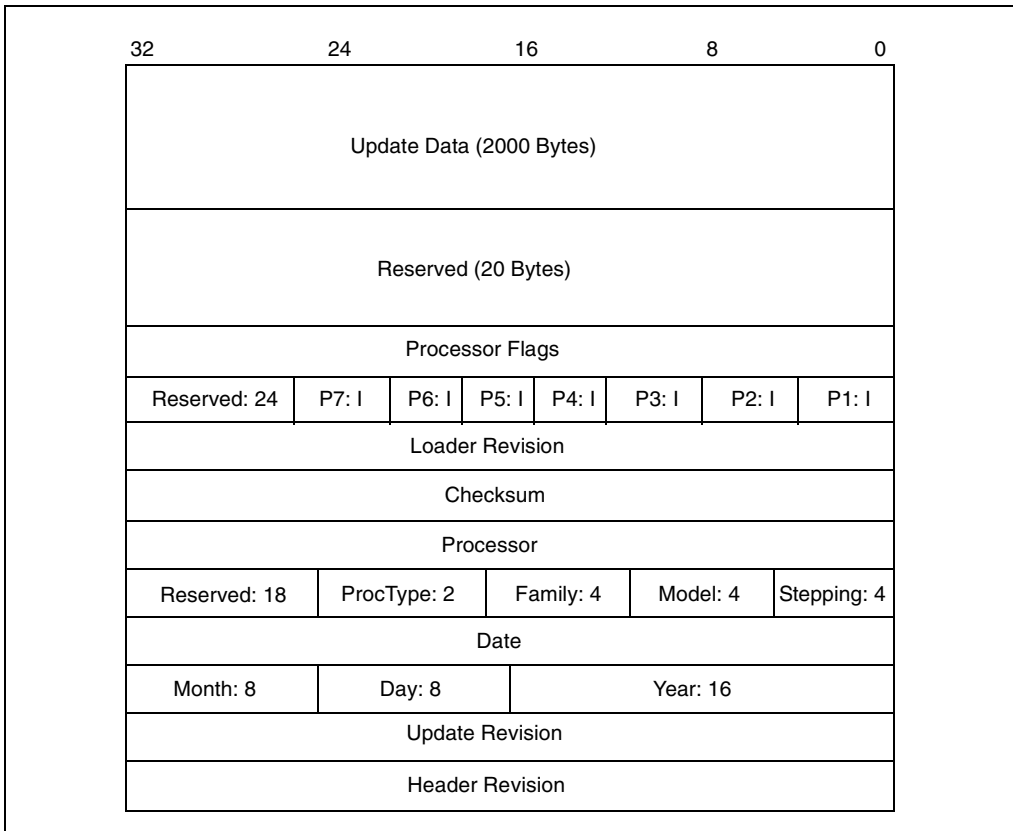 32 24 16 8 0
Update Data (2000 Bytes)
Reserved (20 Bytes)
Processor Flags
Reserved: 24 P7: I P6: I P5: I P4: I P3: I P2: I P1: I
Loader Revision
Checksum
Processor
Reserved: 18 ProcType: 2 Family: 4 Model: 4 Stepping: 4
Date
Month: 8 Day: 8 Year: 16
Update Revision
Header Revision